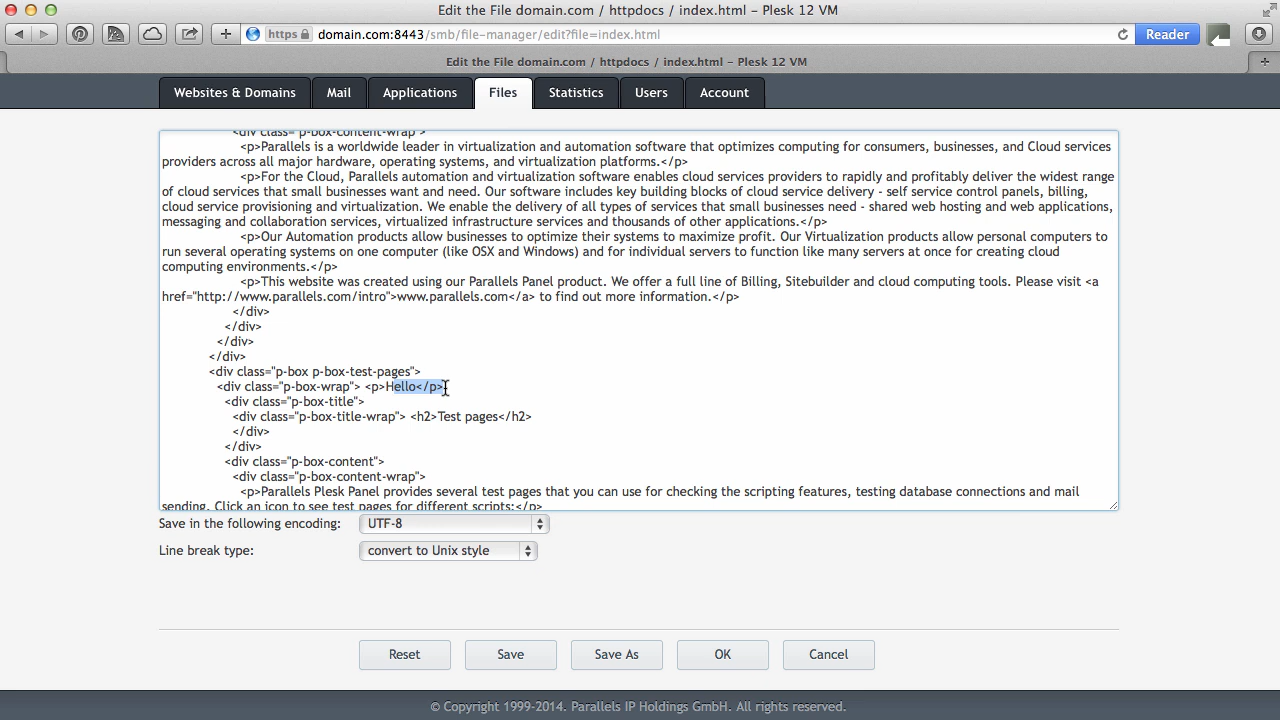 Edit the File domain.com / httpdocs / index.html – Plesk 12 VM
https domain.com:8443/smb/file-manager/edit?file=index.html Reader
Edit the File domain.com / httpdocs / index.html – Plesk 12 VM
Websites & Domains Mail Applications Files Statistics Users Account
<div class="p-box-content-wrap">
<p>Parallels is a worldwide leader in virtualization and automation software that optimizes computing for consumers, businesses, and Cloud services
providers across all major hardware, operating systems, and virtualization platforms.</p>
<p>For the Cloud, Parallels automation and virtualization software enables cloud services providers to rapidly and profitably deliver the widest range
of cloud services that small businesses want and need. Our software includes key building blocks of cloud service delivery - self service control panels, billing,
cloud service provisioning and virtualization. We enable the delivery of all types of services that small businesses need - shared web hosting and web applications,
messaging and collaboration services, virtualized infrastructure services and thousands of other applications.</p>
<p>Our Automation products allow businesses to optimize their systems to maximize profit. Our Virtualization products allow personal computers to
run several operating systems on one computer (like OSX and Windows) and for individual servers to function like many servers at once for creating cloud
computing environments.</p>
<p>This website was created using our Parallels Panel product. We offer a full line of Billing, Sitebuilder and cloud computing tools. Please visit <a
href="http://www.parallels.com/intro">www.parallels.com</a> to find out more information.</p>
</div>
</div>
</div>
</div>
<div class="p-box p-box-test-pages">
<div class="p-box-wrap"> <p>Hello</p>
<div class="p-box-title">
<div class="p-box-title-wrap"> <h2>Test pages</h2>
</div>
</div>
<div class="p-box-content">
<div class="p-box-content-wrap">
<p>Parallels Plesk Panel provides several test pages that you can use for checking the scripting features, testing database connections and mail
sending. Click an icon to see test pages for different scripts:</p>
Save in the following encoding: UTF-8
Line break type: convert to Unix style
Reset Save Save As OK Cancel
© Copyright 1999-2014. Parallels IP Holdings GmbH. All rights reserved.